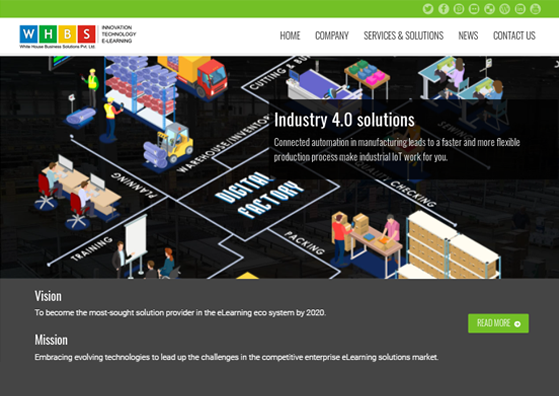 WHBS
INNOVATION
TECHNOLOGY
E-LEARNING
White House Business Solutions Pvt. Ltd.
HOME COMPANY SERVICES & SOLUTIONS NEWS CONTACT US
CUTTING & BU
Industry 4.0 solutions
Connected automation in manufacturing leads to a faster and more flexible
production process make industrial IoT work for you.
WAREHOUSE/INVENTOR
SEWING
QUALITY CHECKING
PLANNING
DIGITAL
FACTORY
TRAINING
PACKING
Vision
To become the most-sought solution provider in the eLearning eco system by 2020.
READ MORE
Mission
Embracing evolving technologies to lead up the challenges in the competitive enterprise eLearning solutions market.